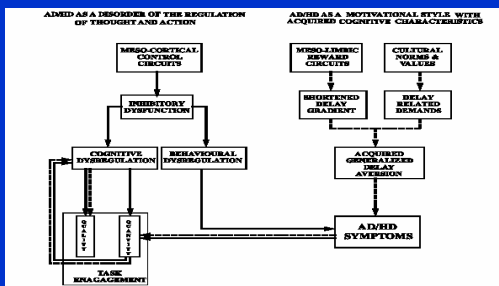 AD/HD AS A DISORDER OF THE REGULATION
OF THOUGHT AND ACTION
AD/HD AS A MOTIVATIONAL STYLE WITH
ACQUIRED COGNITIVE CHARACTERISTICS
MESO-CORTICAL
CONTROL
CIRCUITS
MESO-LIMBIC
REWARD
CIRCUITS
CULTURAL
NORMS &
VALUES
INHIBITORY
DYSFUNCTION
SHORTENED
DELAY
GRADIENT
DELAY
RELATED
DEMANDS
COGNITIVE
DYSREGULATION
BEHAVIOURAL
DYSREGULATION
ACQUIRED
GENERALIZED
DELAY
AVERSION
QUALITY
QUANTITY
AD/HD
SYMPTOMS
TASK
ENAGAGEMENT